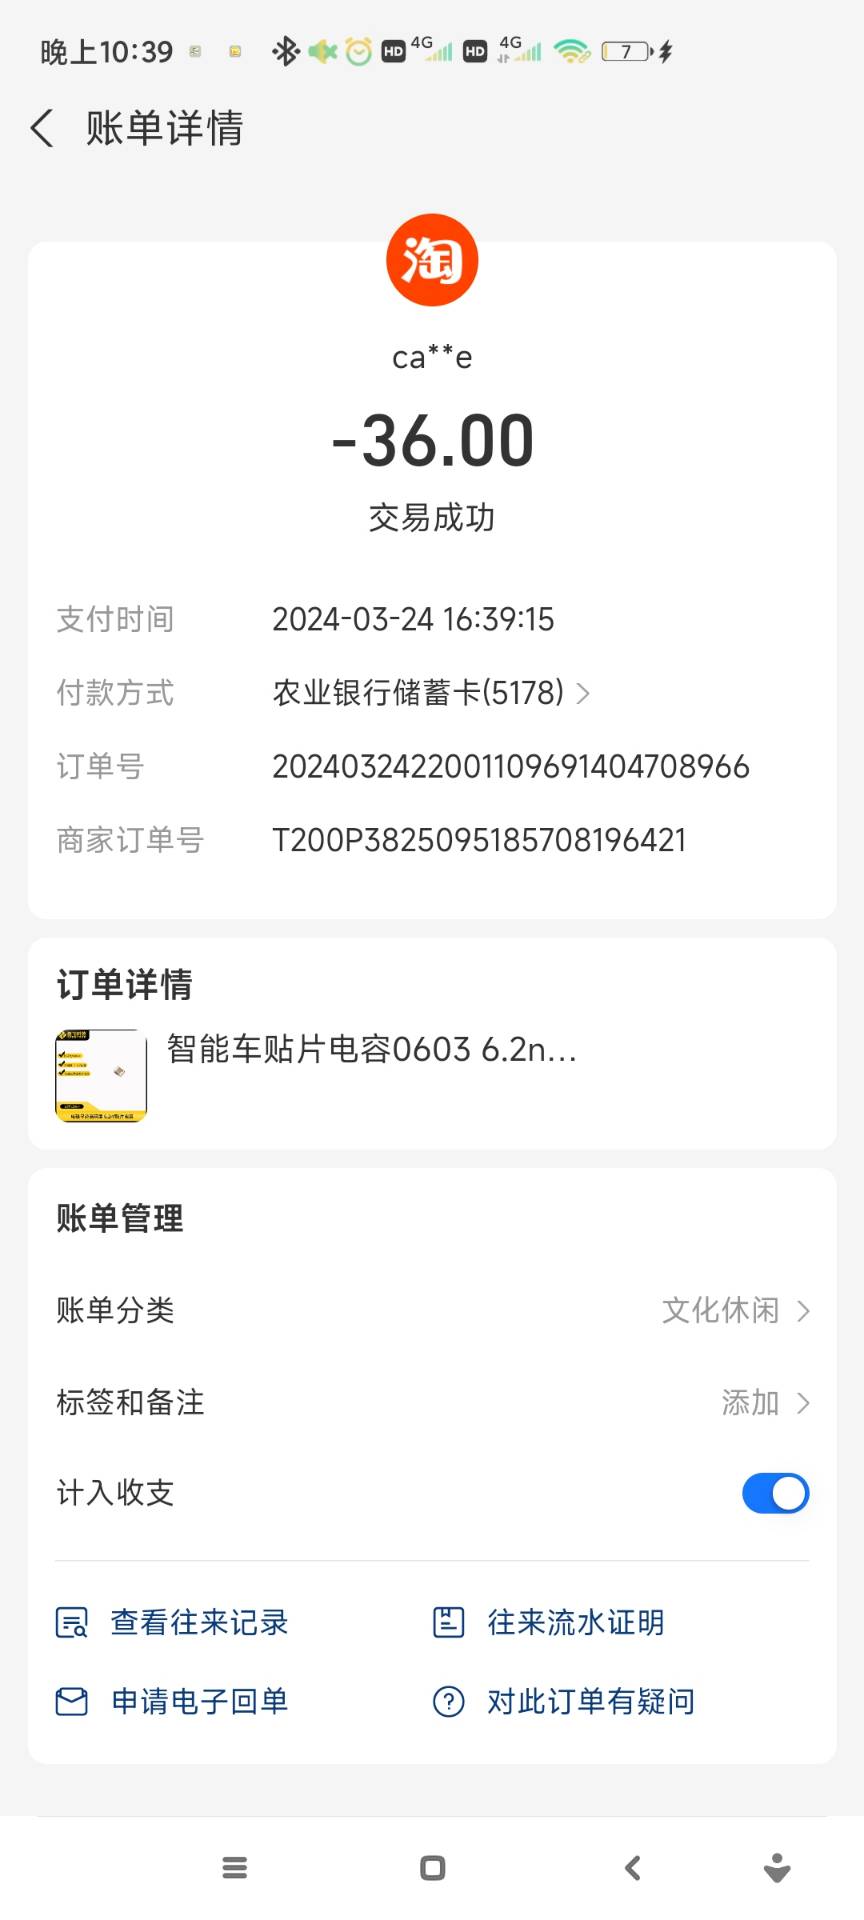 晚上10:39
HD 4G HD 4G 7
账单详情
淘
ca**e
-36.00
交易成功
支付时间 2024-03-24 16:39:15
付款方式 农业银行储蓄卡(5178)
订单号 2024032422001109691404708966
商家订单号 T200P3825095185708196421
订单详情
智能车贴片电容0603 6.2n...
账单管理
账单分类 文化休闲
标签和备注 添加
计入收支
查看往来记录 往来流水证明
申请电子回单 对此订单有疑问